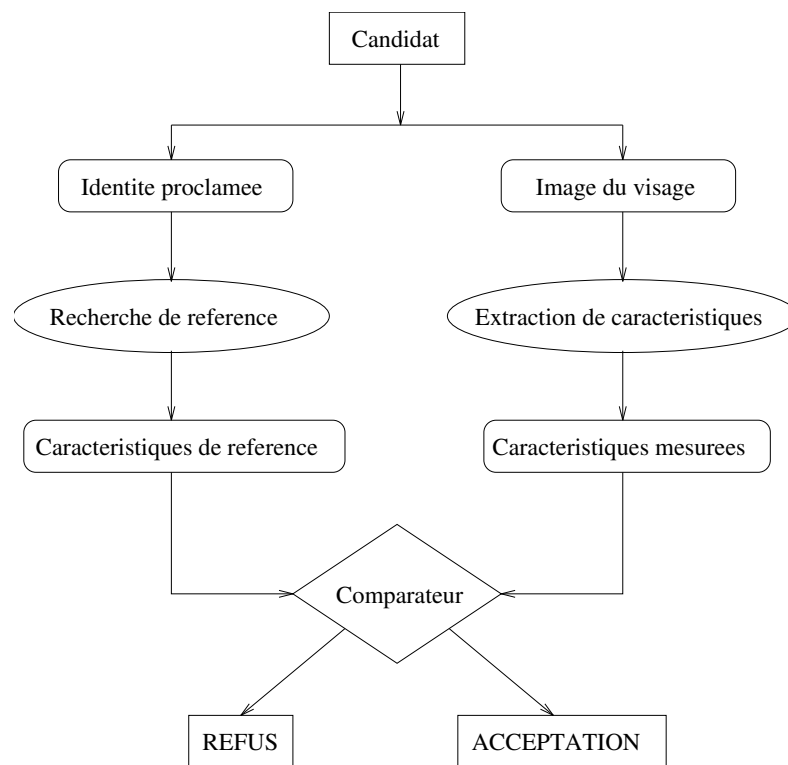 Candidat
Identite proclamee
Image du visage
Recherche de reference
Extraction de caracteristiques
Caracteristiques de reference
Caracteristiques mesurees
Comparateur
REFUS
ACCEPTATION